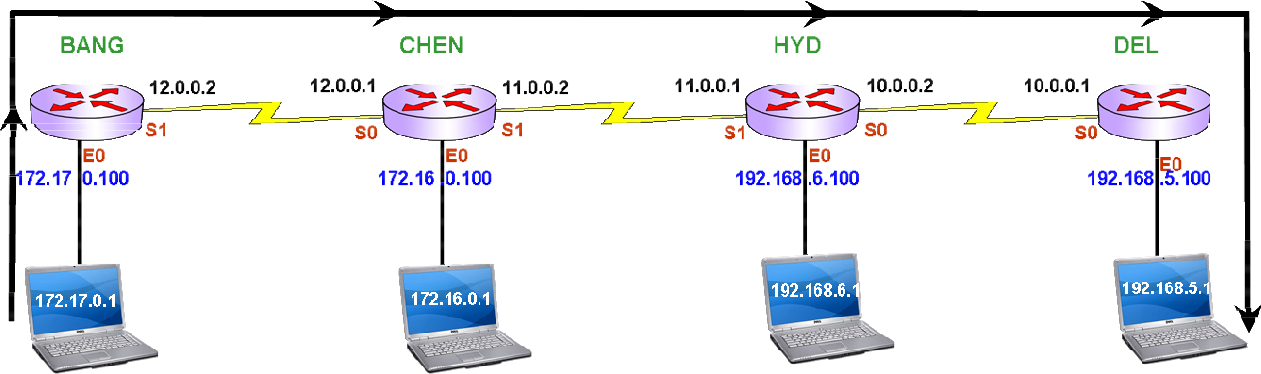 BANG
CHEN
HYD
DEL
12.0.0.2
12.0.0.1
11.0.0.2
11.0.0.1
10.0.0.2
10.0.0.1
S1
S0
S1
S1
S0
S0
E0
E0
E0
E0
172.17 .0.100
172.16 .0.100
192.168 .6.100
192.168 .5.100
172.17.0.1
172.16.0.1
192.168.6.1
192.168.5.1